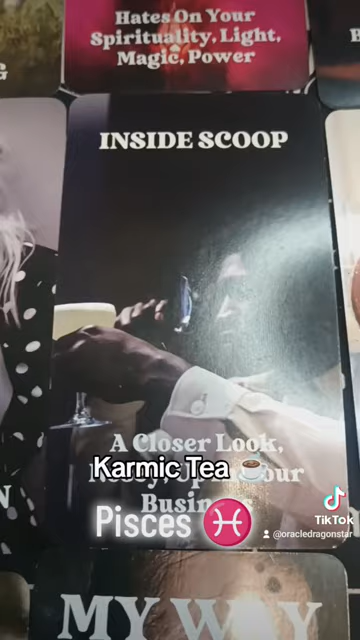 Hates On Your
Spirituality, Light,
Magic, Power
INSIDE SCOOP
A Closer Look,
Karmic Tea ☕
Pisces ♓
TikTok
@oracledragonstar
MY WAY